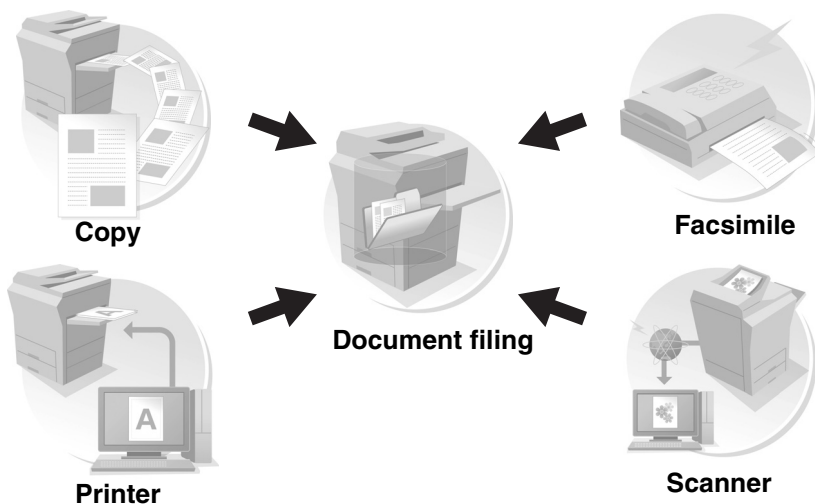 Copy
Facsimile
Document filing
A
A
Printer
Scanner